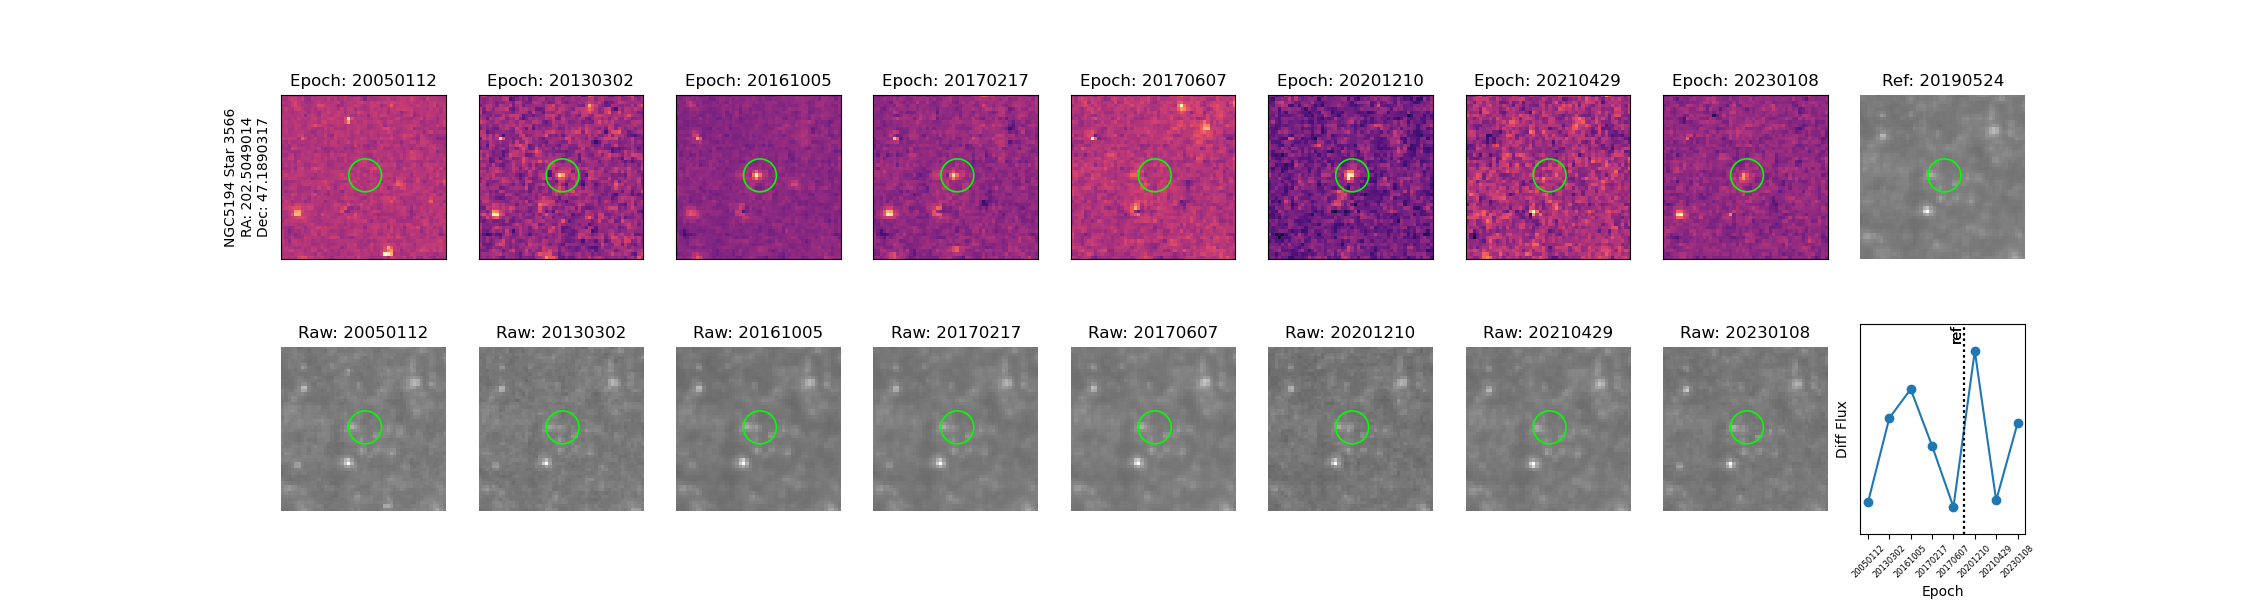 NGC5194 Star 3566
RA: 202.5049014
Dec: 47.1890317
Epoch: 20050112
Epoch: 20130302
Epoch: 20161005
Epoch: 20170217
Epoch: 20170607
Epoch: 20201210
Epoch: 20210429
Epoch: 20230108
Ref: 20190524
Raw: 20050112
Raw: 20130302
Raw: 20161005
Raw: 20170217
Raw: 20170607
Raw: 20201210
Raw: 20210429
Raw: 20230108
ref
Diff Flux
20050112
20130302
20161005
20170217
20170607
20201210
20210429
20230108
Epoch